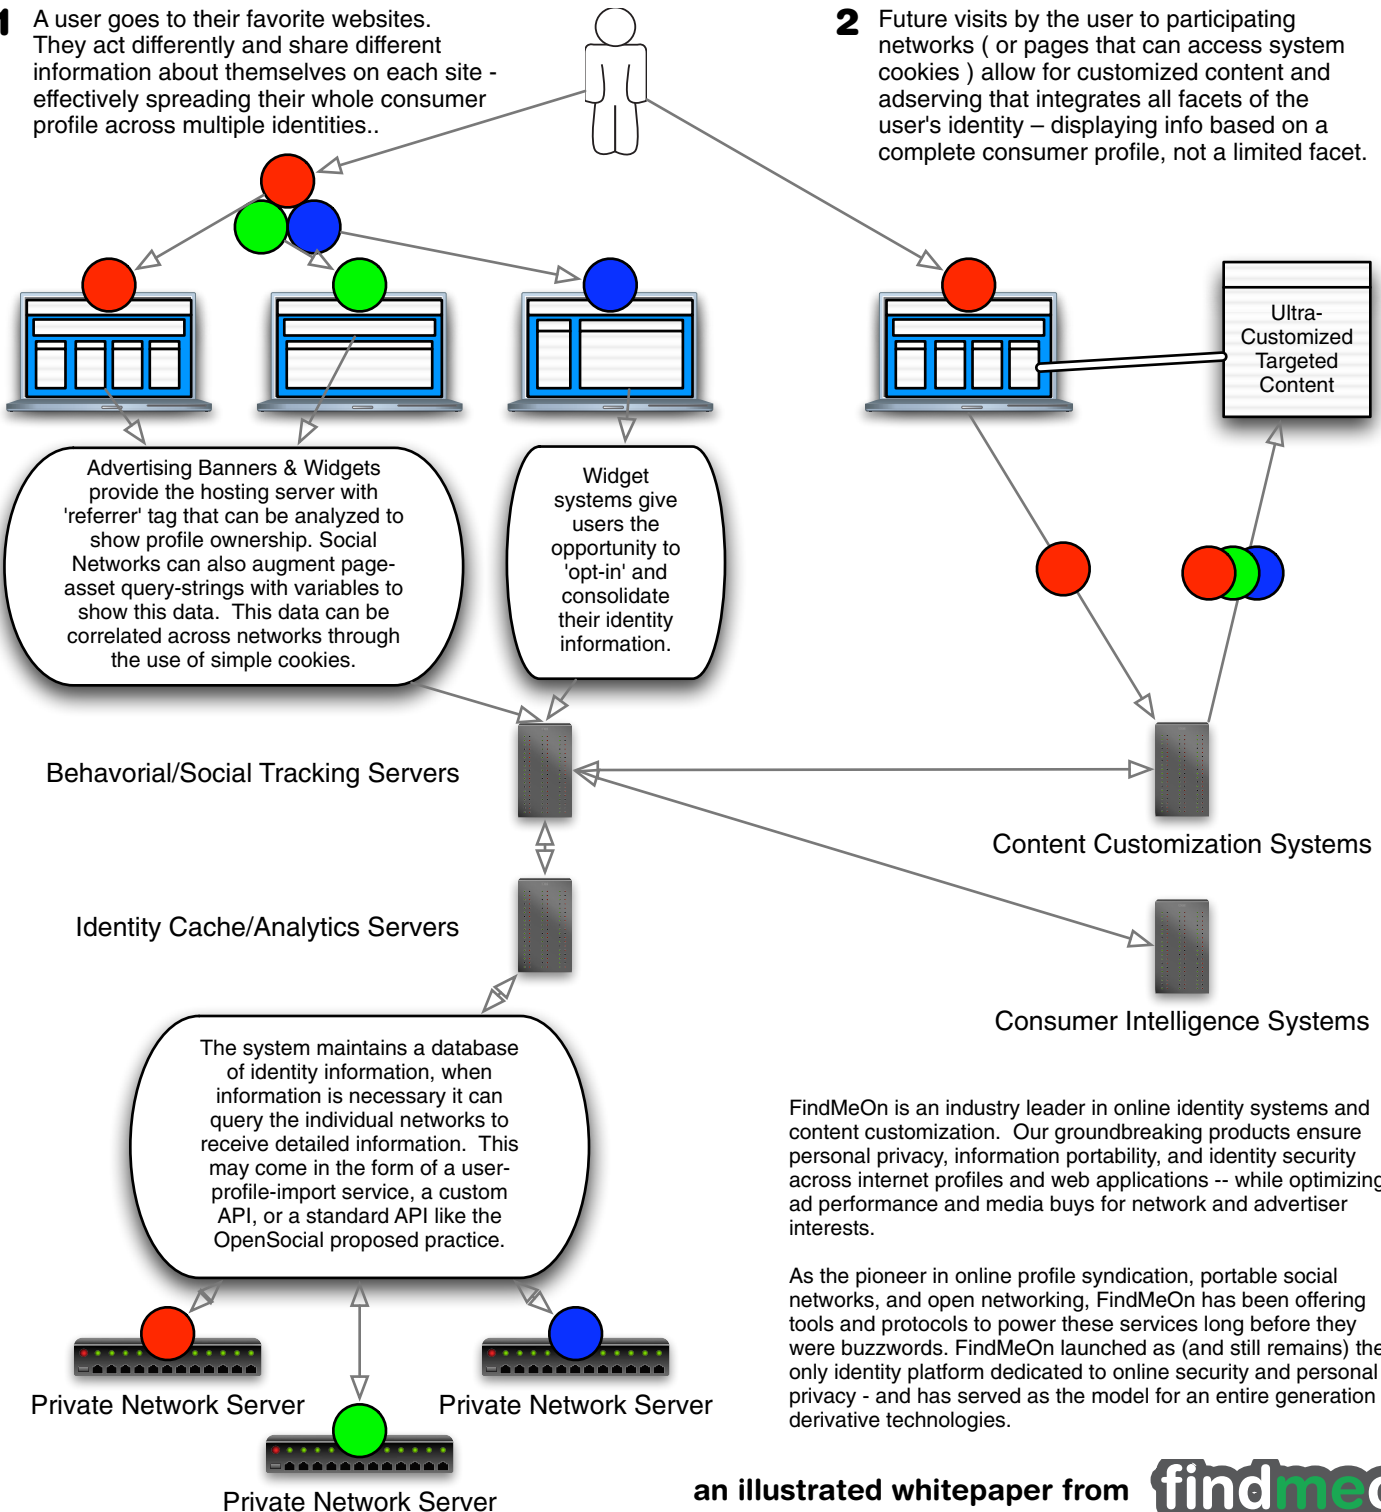 1
A user goes to their favorite websites.
They act differently and share different
information about themselves on each site -
effectively spreading their whole consumer
profile across multiple identities..
2
Future visits by the user to participating
networks ( or pages that can access system
cookies ) allow for customized content and
adserving that integrates all facets of the
user's identity – displaying info based on a
complete consumer profile, not a limited facet.
Ultra-
Customized
Targeted
Content
Advertising Banners & Widgets
provide the hosting server with
'referrer' tag that can be analyzed to
show profile ownership. Social
Networks can also augment page-
asset query-strings with variables to
show this data.  This data can be
correlated across networks through
the use of simple cookies.
Widget
systems give
users the
opportunity to
'opt-in' and
consolidate
their identity
information.
Behavorial/Social Tracking Servers
Content Customization Systems
Identity Cache/Analytics Servers
Consumer Intelligence Systems
The system maintains a database
of identity information, when
information is necessary it can
query the individual networks to
receive detailed information.  This
may come in the form of a user-
profile-import service, a custom
API, or a standard API like the
OpenSocial proposed practice.
Private Network Server
Private Network Server
Private Network Server
FindMeOn is an industry leader in online identity systems and
content customization.  Our groundbreaking products ensure
personal privacy, information portability, and identity security
across internet profiles and web applications -- while optimizing
ad performance and media buys for network and advertiser
interests.
As the pioneer in online profile syndication, portable social
networks, and open networking, FindMeOn has been offering
tools and protocols to power these services long before they
were buzzwords. FindMeOn launched as (and still remains) the
only identity platform dedicated to online security and personal
privacy - and has served as the model for an entire generation
derivative technologies.
an illustrated whitepaper from
findmeo